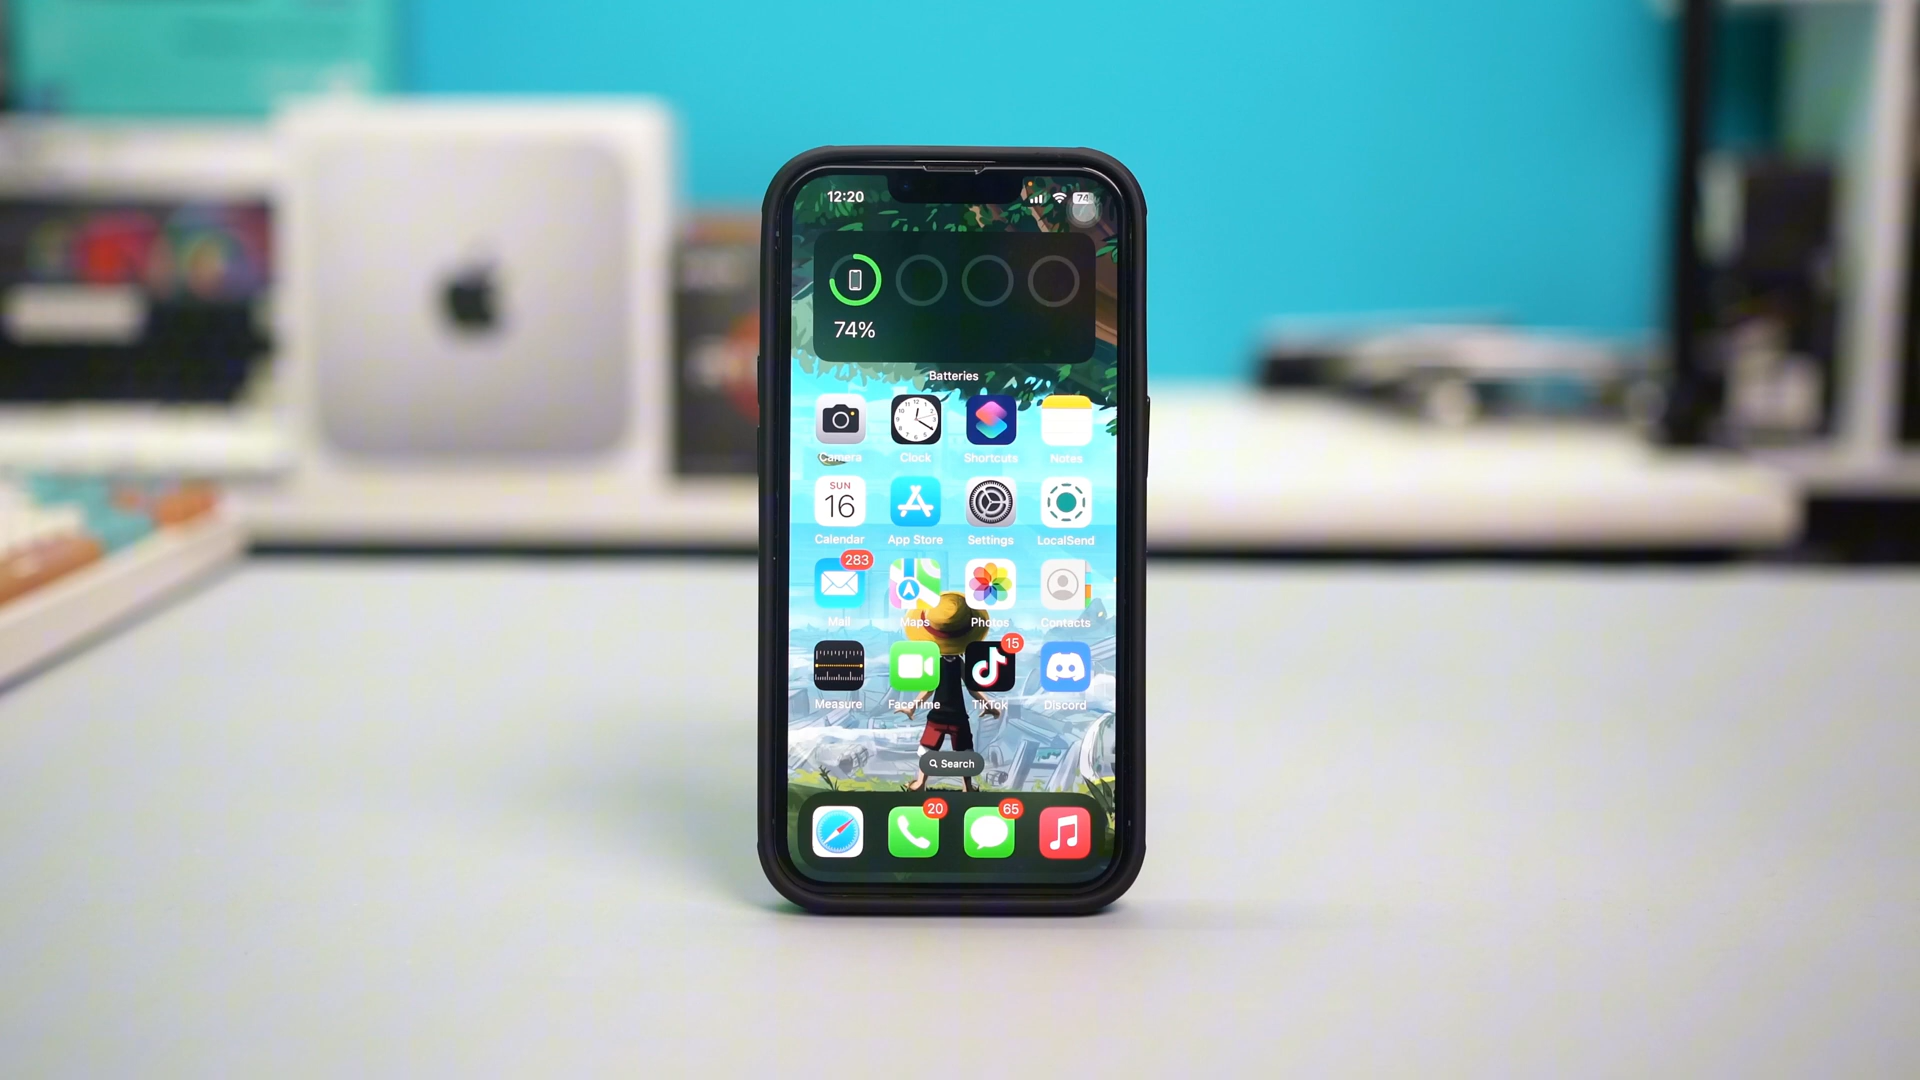 12:20 74
74%
Batteries
Camera Clock Shortcuts Notes
SUN
16
Calendar App Store Settings LocalSend
283
Mail Maps Photos Contacts
15
Measure FaceTime TikTok Discord
Search
20 65